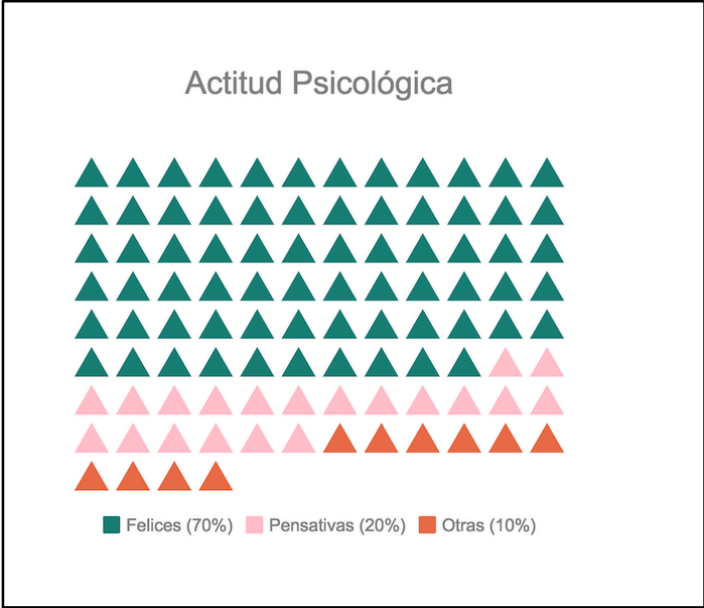 Actitud Psicológica
Felices (70%) Pensativas (20%) Otras (10%)